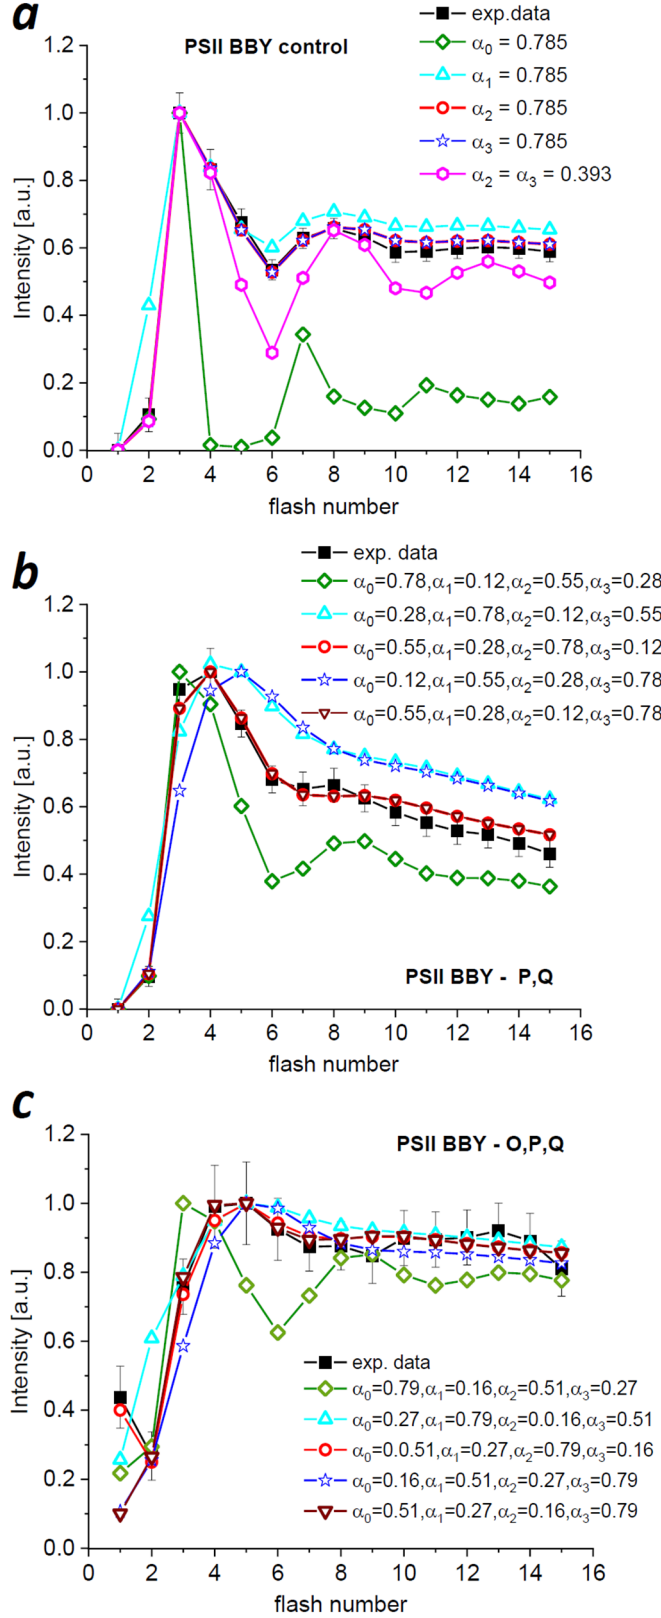 a
PSII BBY control
exp.data
α0 = 0.785
α1 = 0.785
α2 = 0.785
α3 = 0.785
α2 = α3 = 0.393
Intensity [a.u.]
1.2
1.0
0.8
0.6
0.4
0.2
0.0
0 2 4 6 8 10 12 14 16
flash number
b
exp. data
α0=0.78,α1=0.12,α2=0.55,α3=0.28
α0=0.28,α1=0.78,α2=0.12,α3=0.55
α0=0.55,α1=0.28,α2=0.78,α3=0.12
α0=0.12,α1=0.55,α2=0.28,α3=0.78
α0=0.55,α1=0.28,α2=0.12,α3=0.78
Intensity [a.u.]
1.2
1.0
0.8
0.6
0.4
0.2
0.0
PSII BBY - P,Q
0 2 4 6 8 10 12 14 16
flash number
c
PSII BBY - O,P,Q
Intensity [a.u.]
1.2
1.0
0.8
0.6
0.4
0.2
0.0
exp. data
α0=0.79,α1=0.16,α2=0.51,α3=0.27
α0=0.27,α1=0.79,α2=0.0.16,α3=0.51
α0=0.0.51,α1=0.27,α2=0.79,α3=0.16
α0=0.16,α1=0.51,α2=0.27,α3=0.79
α0=0.51,α1=0.27,α2=0.16,α3=0.79
0 2 4 6 8 10 12 14 16
flash number